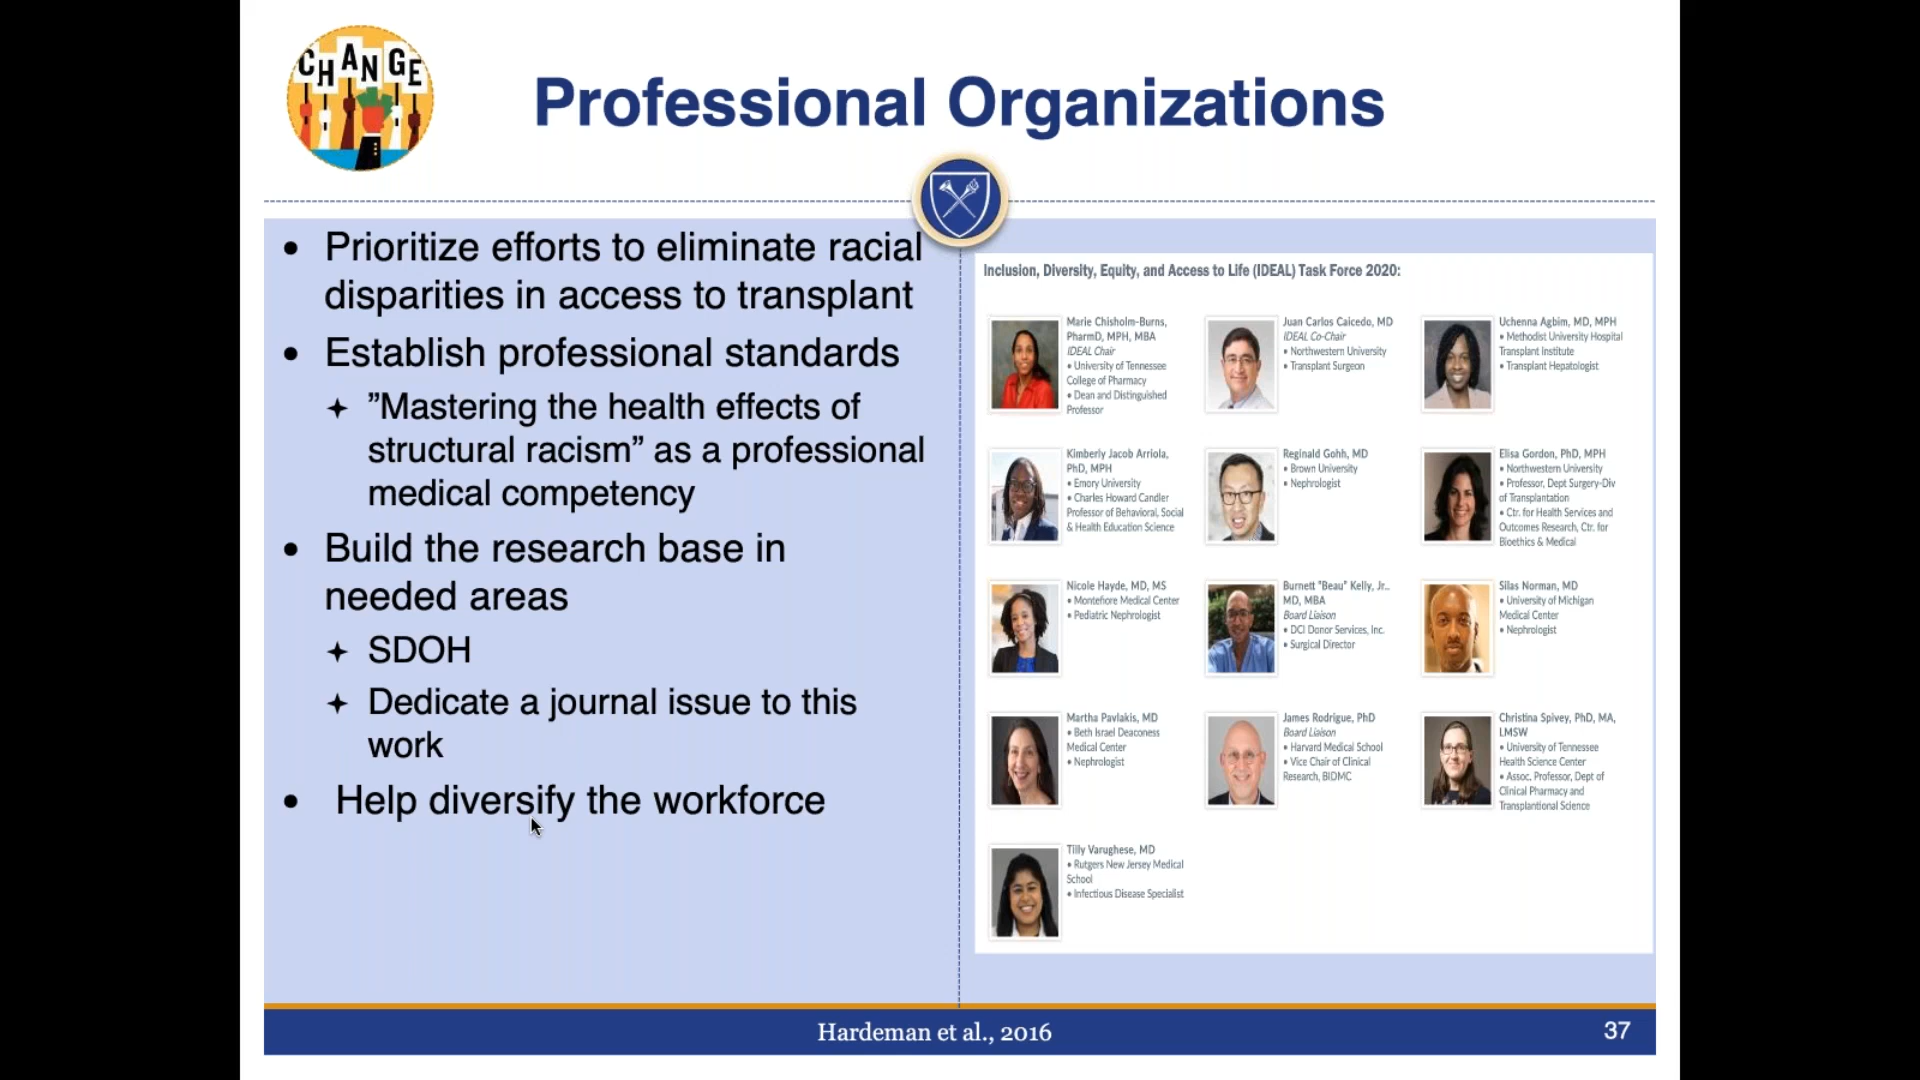 CHANGE
Professional Organizations
• Prioritize efforts to eliminate racial
disparities in access to transplant
• Establish professional standards
”Mastering the health effects of
structural racism” as a professional
medical competency
• Build the research base in
needed areas
SDOH
Dedicate a journal issue to this
work
• Help diversify the workforce
Inclusion, Diversity, Equity, and Access to Life (IDEAL) Task Force 2020:
Marie Chisholm-Burns,
PharmD, MPH, MBA
IDEAL Chair
• University of Tennessee
College of Pharmacy
• Dean and Distinguished
Professor
Juan Carlos Caicedo, MD
IDEAL Co-Chair
• Northwestern University
• Transplant Surgeon
Uchenna Agbim, MD, MPH
• Methodist University Hospital
Transplant Institute
• Transplant Hepatologist
Kimberly Jacob Arriola,
PhD, MPH
• Emory University
• Charles Howard Candler
Professor of Behavioral, Social
& Health Education Science
Reginald Gohh, MD
• Brown University
• Nephrologist
Elisa Gordon, PhD, MPH
• Northwestern University
• Professor, Dept Surgery-Div
of Transplantation
• Ctr. for Health Services and
Outcomes Research, Ctr. for
Bioethics & Medical
Nicole Hayde, MD, MS
• Montefiore Medical Center
• Pediatric Nephrologist
Burnett "Beau" Kelly, Jr..
MD, MBA
Board Liaison
• DCI Donor Services, Inc.
• Surgical Director
Silas Norman, MD
• University of Michigan
Medical Center
• Nephrologist
Martha Pavlakis, MD
• Beth Israel Deaconess
Medical Center
• Nephrologist
James Rodrigue, PhD
Board Liaison
• Harvard Medical School
• Vice Chair of Clinical
Research, BIDMC
Christina Spivey, PhD, MA,
LMSW
• University of Tennessee
Health Science Center
• Assoc. Professor, Dept of
Clinical Pharmacy and
Transplantional Science
Tilly Varughese, MD
• Rutgers New Jersey Medical
School
• Infectious Disease Specialist
Hardeman et al., 2016
37